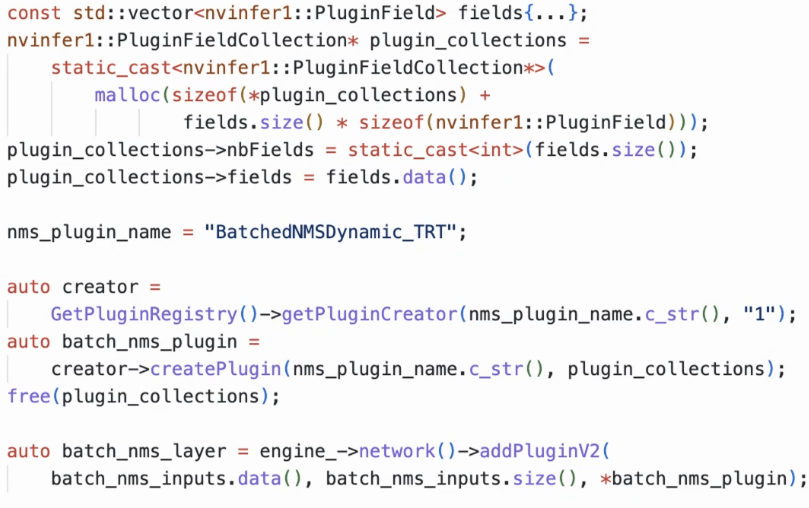 const std::vector<nvinfer1::PluginField> fields{...};
nvinfer1::PluginFieldCollection* plugin_collections =
    static_cast<nvinfer1::PluginFieldCollection*>(
        malloc(sizeof(*plugin_collections) +
                fields.size() * sizeof(nvinfer1::PluginField)));
plugin_collections->nbFields = static_cast<int>(fields.size());
plugin_collections->fields = fields.data();

nms_plugin_name = "BatchedNMSDynamic_TRT";

auto creator =
    GetPluginRegistry()->getPluginCreator(nms_plugin_name.c_str(), "1");
auto batch_nms_plugin =
    creator->createPlugin(nms_plugin_name.c_str(), plugin_collections);
free(plugin_collections);

auto batch_nms_layer = engine_->network()->addPluginV2(
    batch_nms_inputs.data(), batch_nms_inputs.size(), *batch_nms_plugin);